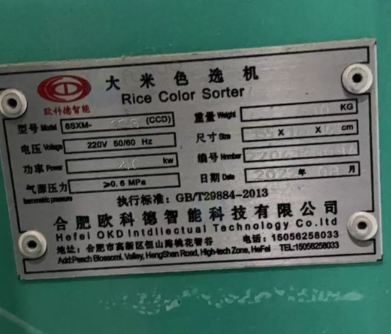 欧科德智能
大米色选机
Rice Color Sorter
型号 Model 6SXM- (CCD)
重量 Weight KG
电压 Voltage 220V 50/60 Hz
尺寸 Size X X cm
功率 Power kw
编号 Nnmber
气源压力 ≥0.6 MPa
日期 Date 年 月
执行标准: GB/T29884-2013
合肥欧科德智能科技有限公司
Hefei OKD Intdliectual Technology Co.ltd
地址: 合肥市高新区恒山路桃花智谷 电话: 15056258033
Add:Peach Blossoml. Valley, HengShan Road, High-tech Zone, HeFei TEL:15056258033